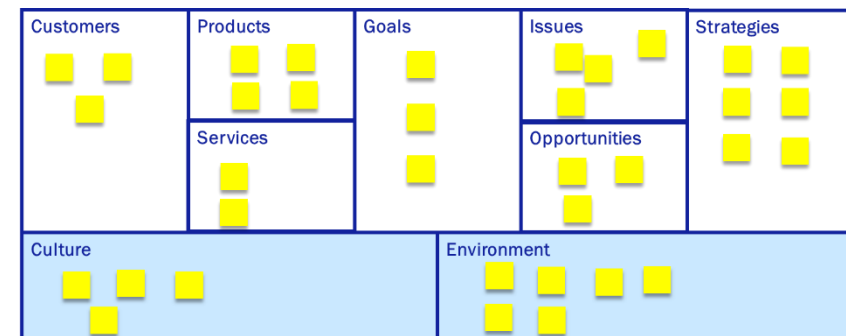 Customers
Products
Goals
Issues
Strategies
Services
Opportunities
Culture
Environment